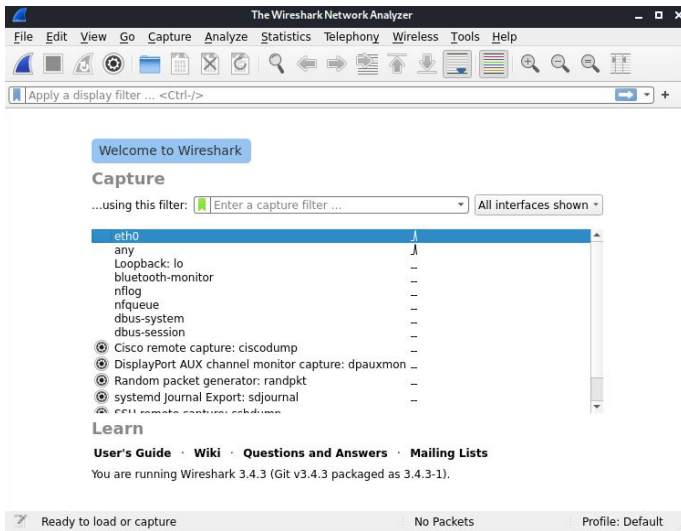 The Wireshark Network Analyzer
File Edit View Go Capture Analyze Statistics Telephony Wireless Tools Help
Apply a display filter ... <Ctrl-/>
Welcome to Wireshark
Capture
...using this filter: Enter a capture filter ... All interfaces shown
eth0
any
Loopback: lo
bluetooth-monitor
nflog
nfqueue
dbus-system
dbus-session
Cisco remote capture: ciscodump
DisplayPort AUX channel monitor capture: dpauxmon
Random packet generator: randpkt
systemd Journal Export: sdjournal
SSH remote capture: sshdump
Learn
User's Guide · Wiki · Questions and Answers · Mailing Lists
You are running Wireshark 3.4.3 (Git v3.4.3 packaged as 3.4.3-1).
Ready to load or capture No Packets Profile: Default